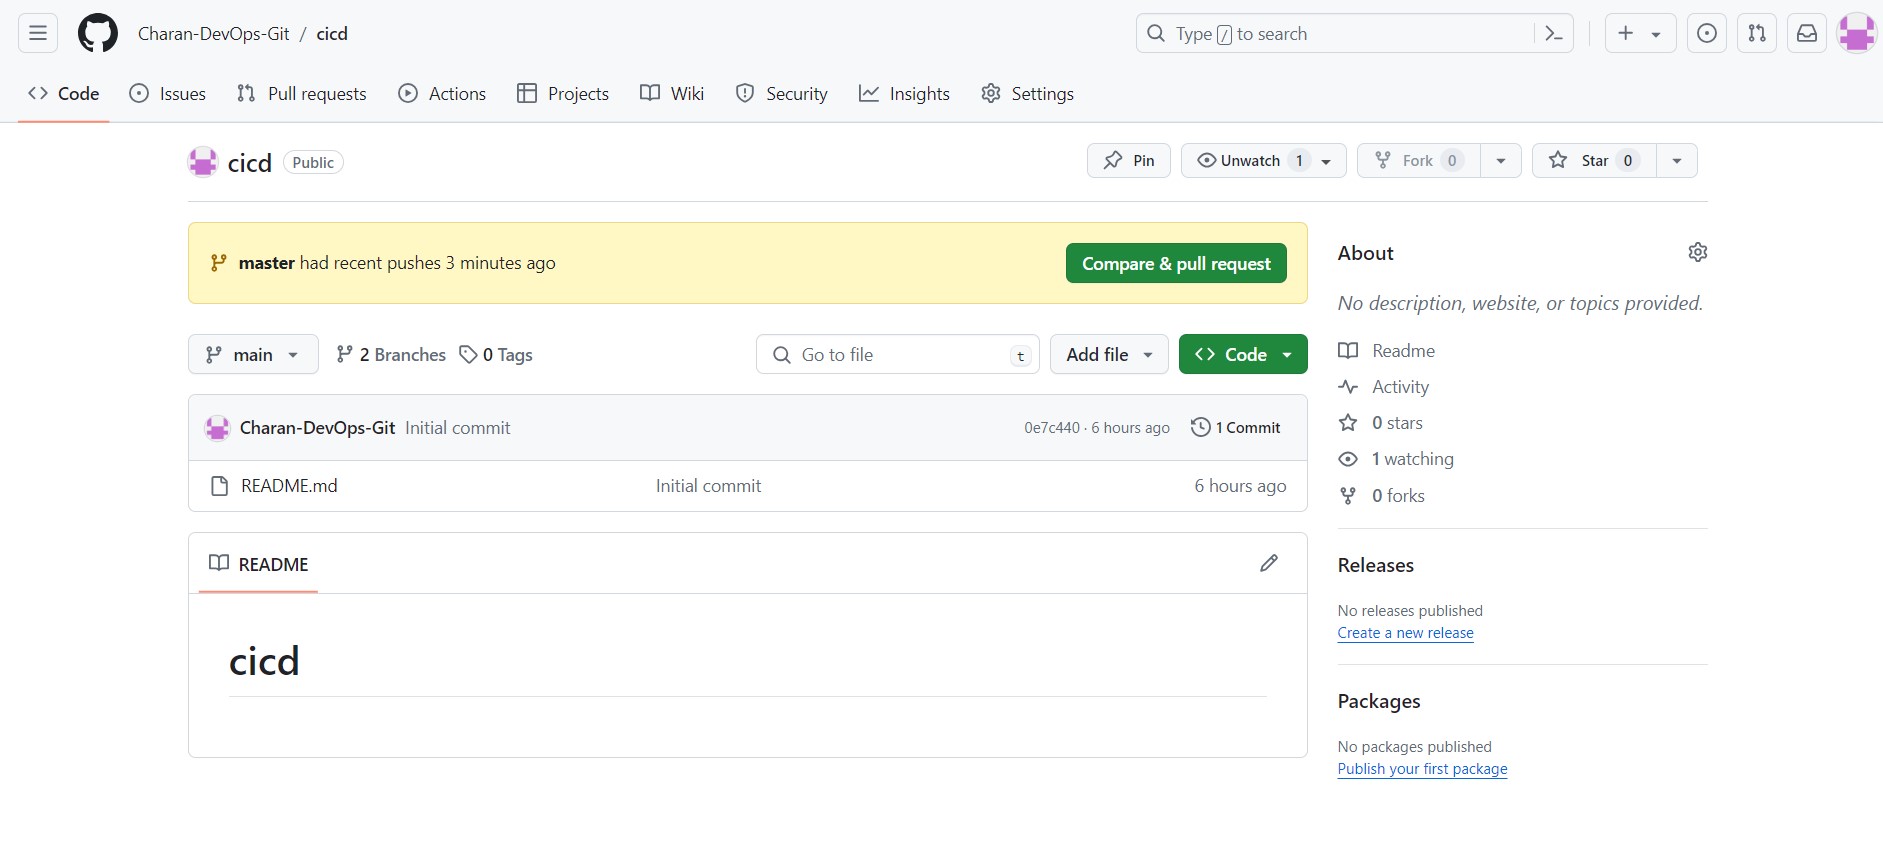 Charan-DevOps-Git / cicd
Type / to search
Code Issues Pull requests Actions Projects Wiki Security Insights Settings
cicd Public
Pin Unwatch 1 Fork 0 Star 0
master had recent pushes 3 minutes ago
Compare & pull request
main 2 Branches 0 Tags
Go to file t Add file Code
Charan-DevOps-Git Initial commit 0e7c440 · 6 hours ago 1 Commit
README.md Initial commit 6 hours ago
README
cicd
About
No description, website, or topics provided.
Readme
Activity
0 stars
1 watching
0 forks
Releases
No releases published
Create a new release
Packages
No packages published
Publish your first package